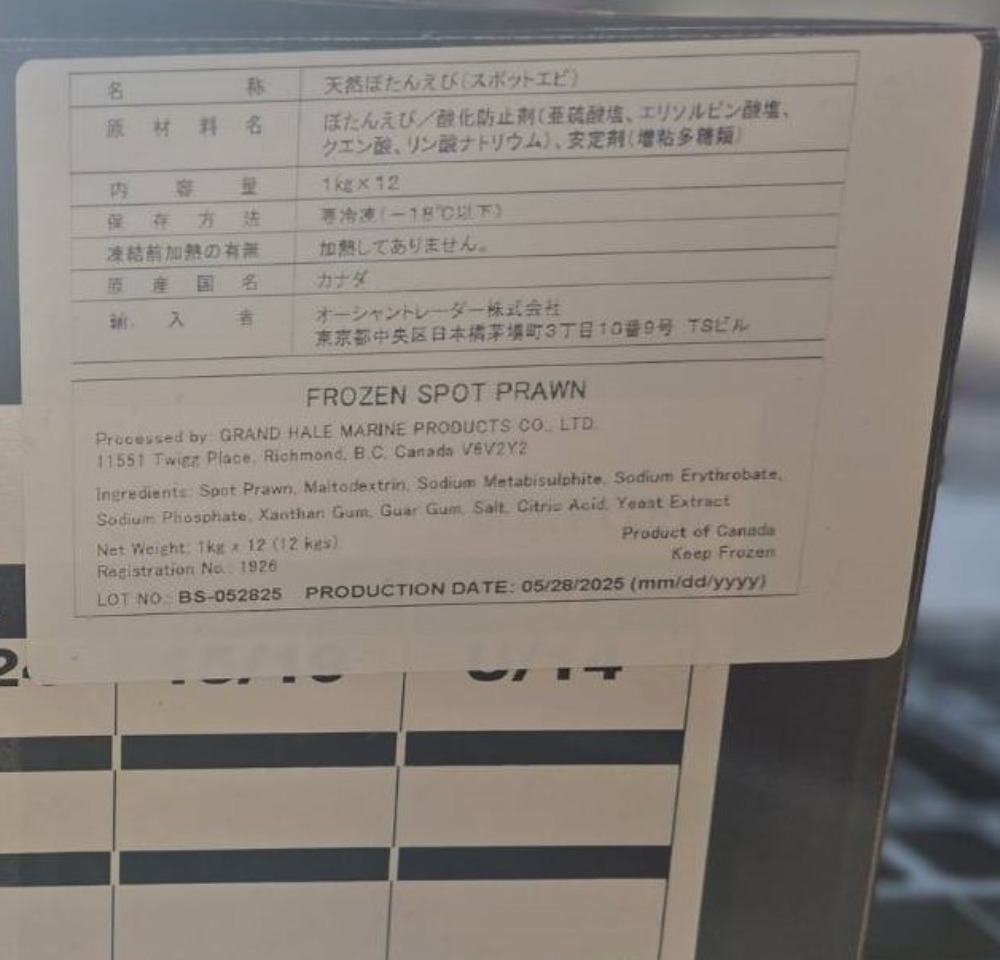 名称 天然ぼたんえび(スポットエビ)
原材料名 ぼたんえび／酸化防止剤(亜硫酸塩、エリソルビン酸塩、
クエン酸、リン酸ナトリウム)、安定剤(増粘多糖類)
内容量 1kg×12
保存方法 要冷凍(-18℃以下)
凍結前加熱の有無 加熱してありません。
原産国名 カナダ
輸入者 オーシャントレーダー株式会社
東京都中央区日本橋茅場町3丁目10番9号 TSビル
FROZEN SPOT PRAWN
Processed by: GRAND HALE MARINE PRODUCTS CO., LTD.
11551 Twigg Place, Richmond, B.C. Canada V6V2Y2
Ingredients: Spot Prawn, Maltodextrin, Sodium Metabisulphite, Sodium Erythrobate,
Sodium Phosphate, Xanthan Gum, Guar Gum, Salt, Citric Acid, Yeast Extract
Net Weight: 1kg x 12 (12 kgs)
Product of Canada
Registration No.: 1926
Keep Frozen
LOT NO.: BS-052825 PRODUCTION DATE: 05/28/2025 (mm/dd/yyyy)